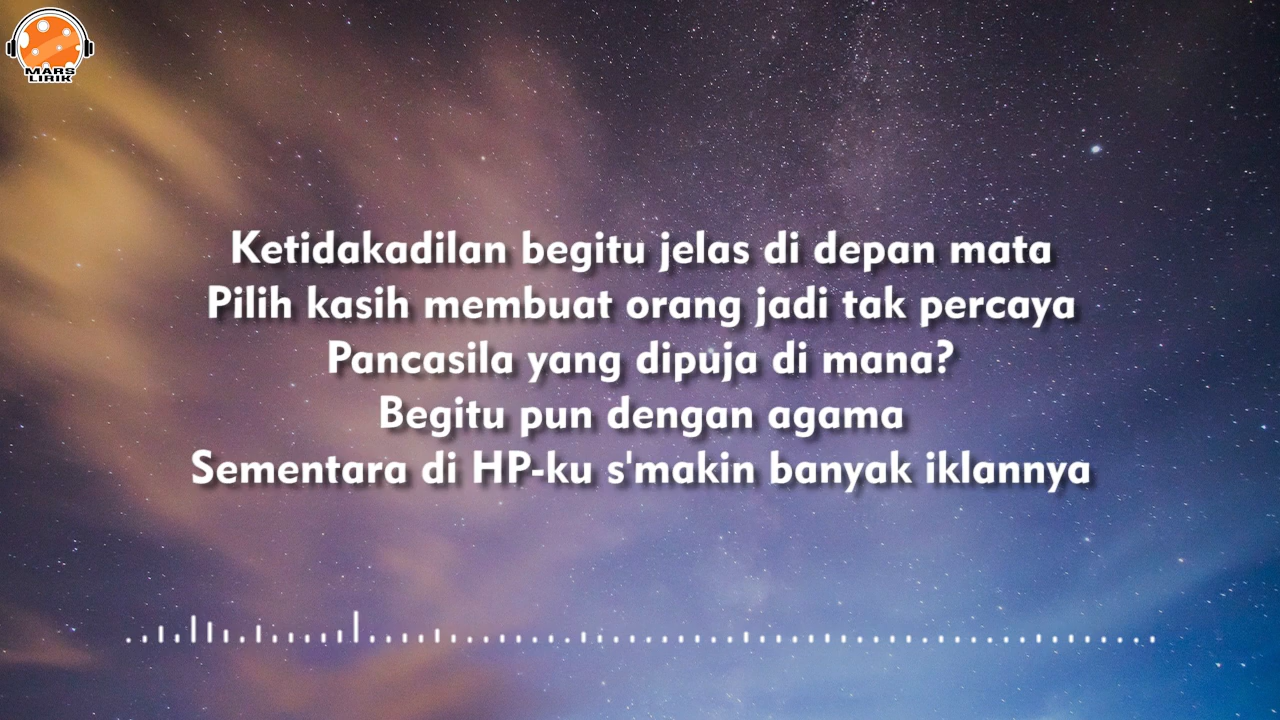 MARS
LIRIK
Ketidakadilan begitu jelas di depan mata
Pilih kasih membuat orang jadi tak percaya
Pancasila yang dipuja di mana?
Begitu pun dengan agama
Sementara di HP-ku s'makin banyak iklannya